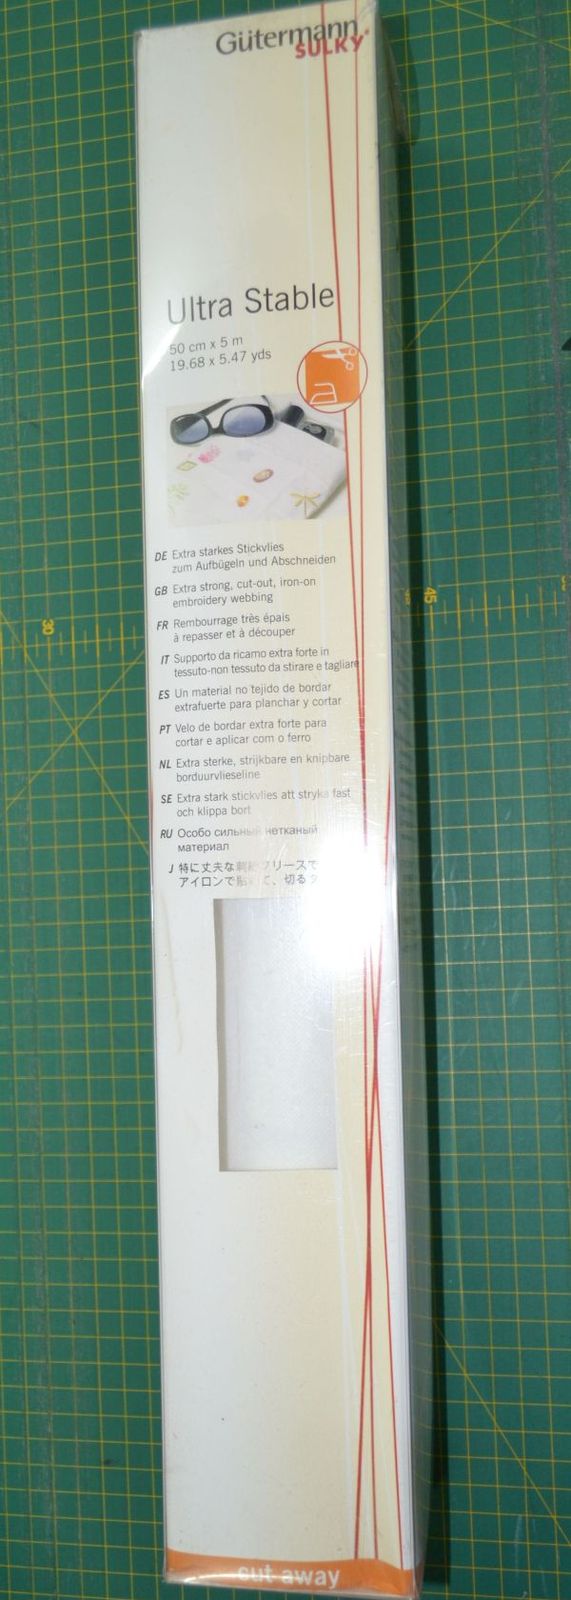 Gütermann
SULKY®
Ultra Stable
50 cm x 5 m
19.68 x 5.47 yds
DE Extra starkes Stickvlies
zum Aufbügeln und Abschneiden
GB Extra strong, cut-out, iron-on
embroidery webbing
FR Rembourrage très épais
à repasser et à découper
IT Supporto da ricamo extra forte in
tessuto-non tessuto da stirare e tagliare
ES Un material no tejido de bordar
extrafuerte para planchar y cortar
PT Velo de bordar extra forte para
cortar e aplicar com o ferro
NL Extra sterke, strijkbare en knipbare
borduurvlieseline
SE Extra stark stickvlies att stryka fast
och klippa bort
RU Особо сильный нетканый
материал
J 特に丈夫な刺繍フリースで
アイロンで
、切る
30
45
cut away